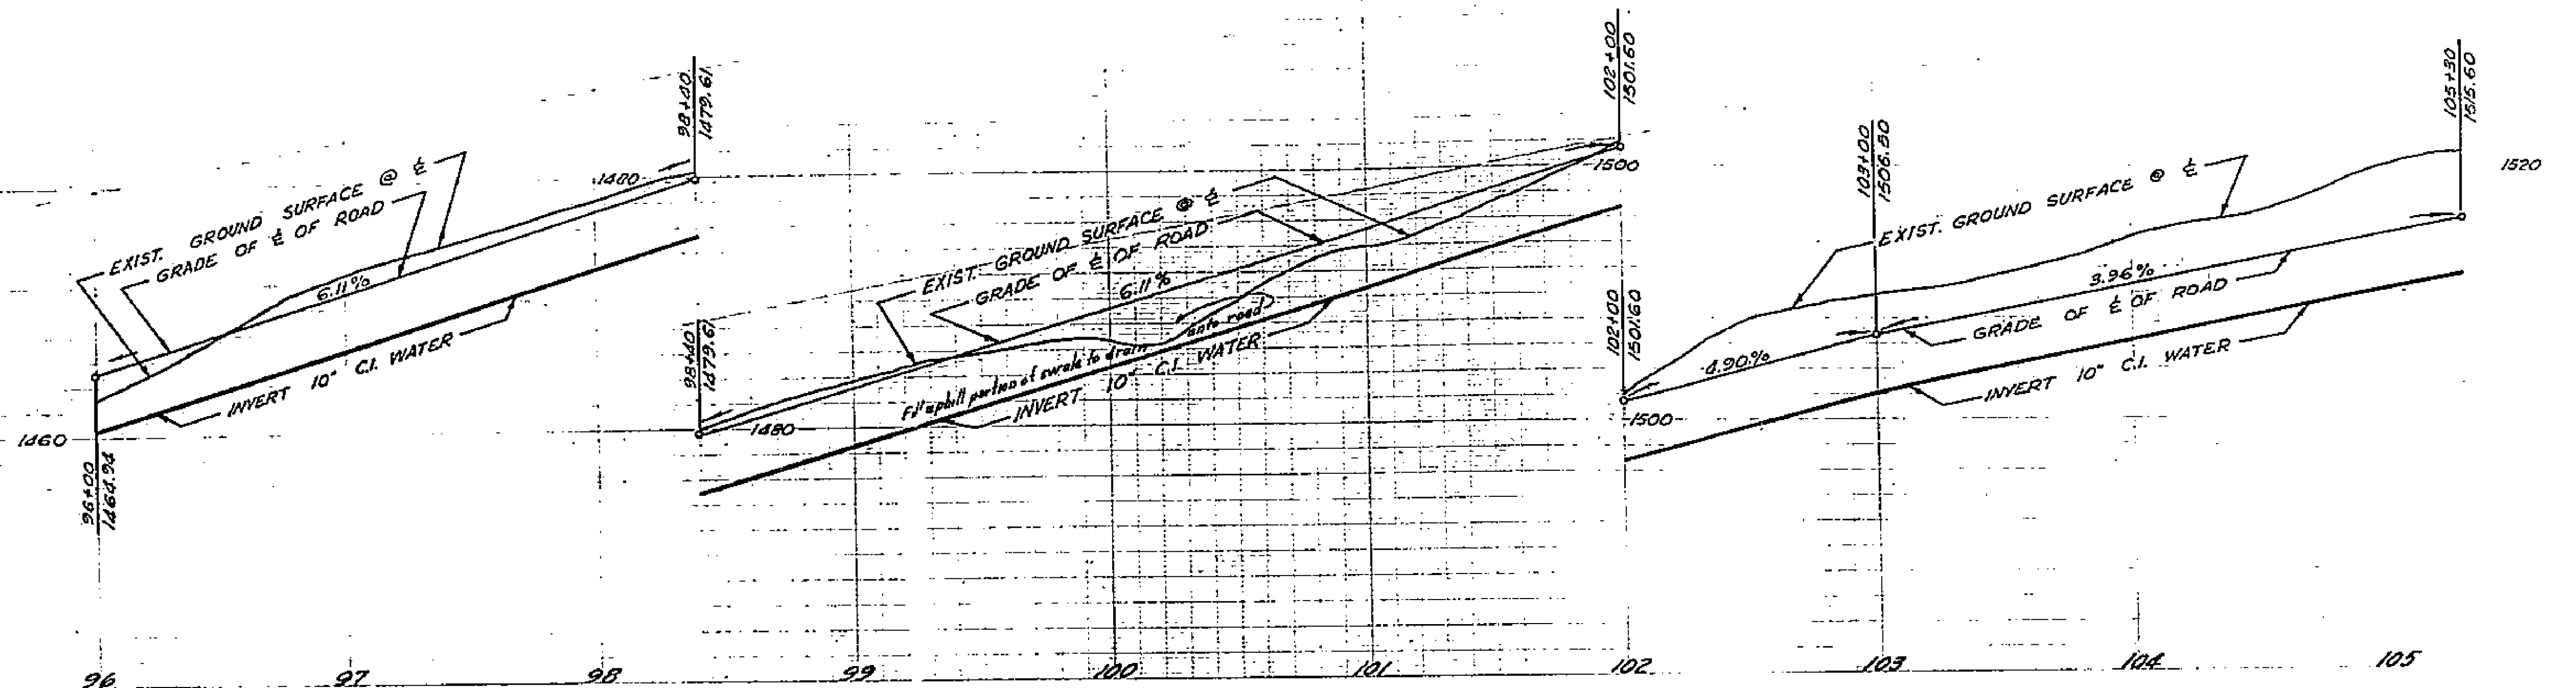 98+40
1479.61
102+00
1501.60
105+30
1515.60
103+00
1506.50
EXIST. GROUND SURFACE @ ℄
GRADE OF ℄ OF ROAD
6.11%
INVERT 10" C.I. WATER
1480
1460
96+00
1464.94
EXIST. GROUND SURFACE @ ℄
GRADE OF ℄ OF ROAD
6.11%
onto road)
Fill uphill portion of swale to drain
INVERT 10" C.I. WATER
98+40
1479.61
1480
1500
102+00
1501.60
EXIST. GROUND SURFACE @ ℄
1520
3.96%
4.90%
GRADE OF ℄ OF ROAD
INVERT 10" C.I. WATER
1500
96 97 98 99 100 101 102 103 104 105